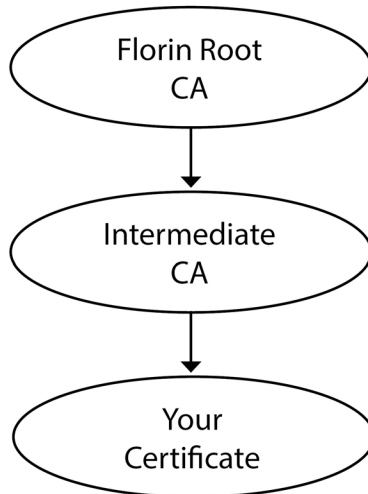 Florin Root
CA
Intermediate
CA
Your
Certificate